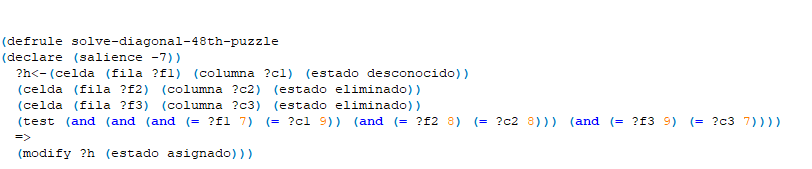 (defrule solve-diagonal-48th-puzzle
(declare (salience -7))
?h<-(celda (fila ?f1) (columna ?c1) (estado desconocido))
(celda (fila ?f2) (columna ?c2) (estado eliminado))
(celda (fila ?f3) (columna ?c3) (estado eliminado))
(test (and (and (and (= ?f1 7) (= ?c1 9)) (and (= ?f2 8) (= ?c2 8))) (and (= ?f3 9) (= ?c3 7))))
=>
(modify ?h (estado asignado)))